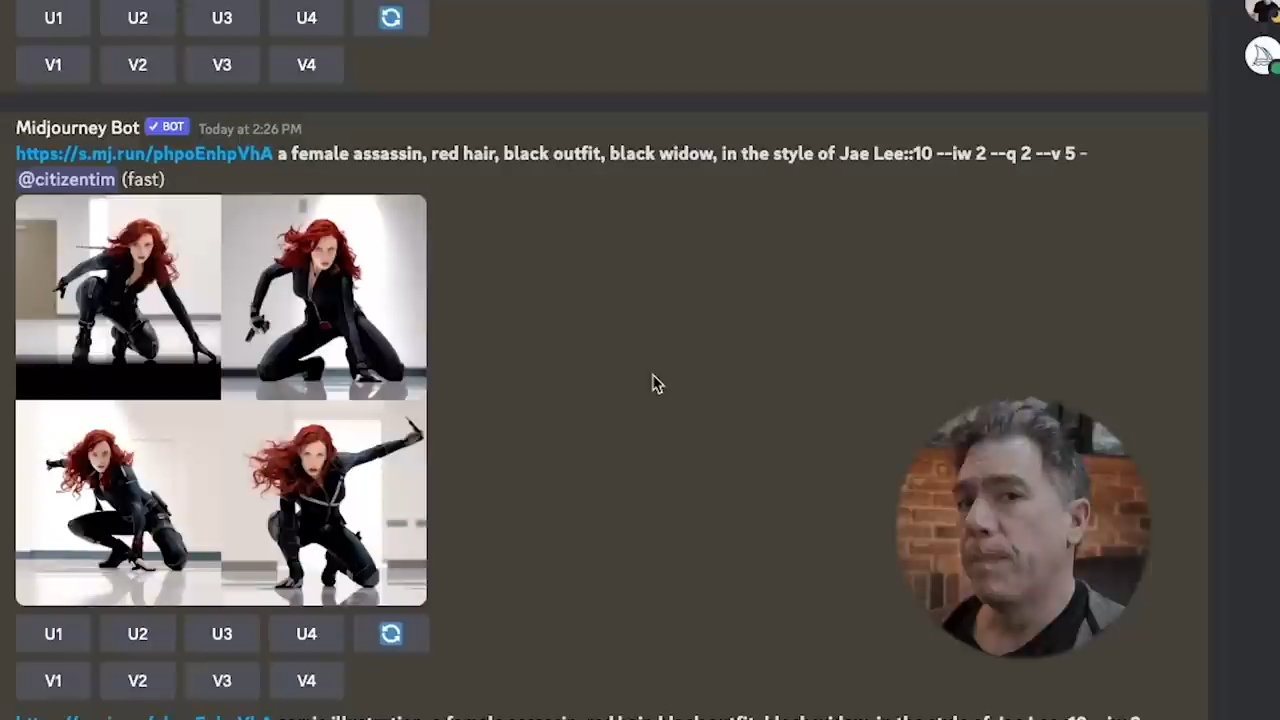 U1 U2 U3 U4
V1 V2 V3 V4
Midjourney Bot ✓ BOT Today at 2:26 PM
https://s.mj.run/phpoEnhpVhA a female assassin, red hair, black outfit, black widow, in the style of Jae Lee::10 --iw 2 --q 2 --v 5 -
@citizentim (fast)
U1 U2 U3 U4
V1 V2 V3 V4